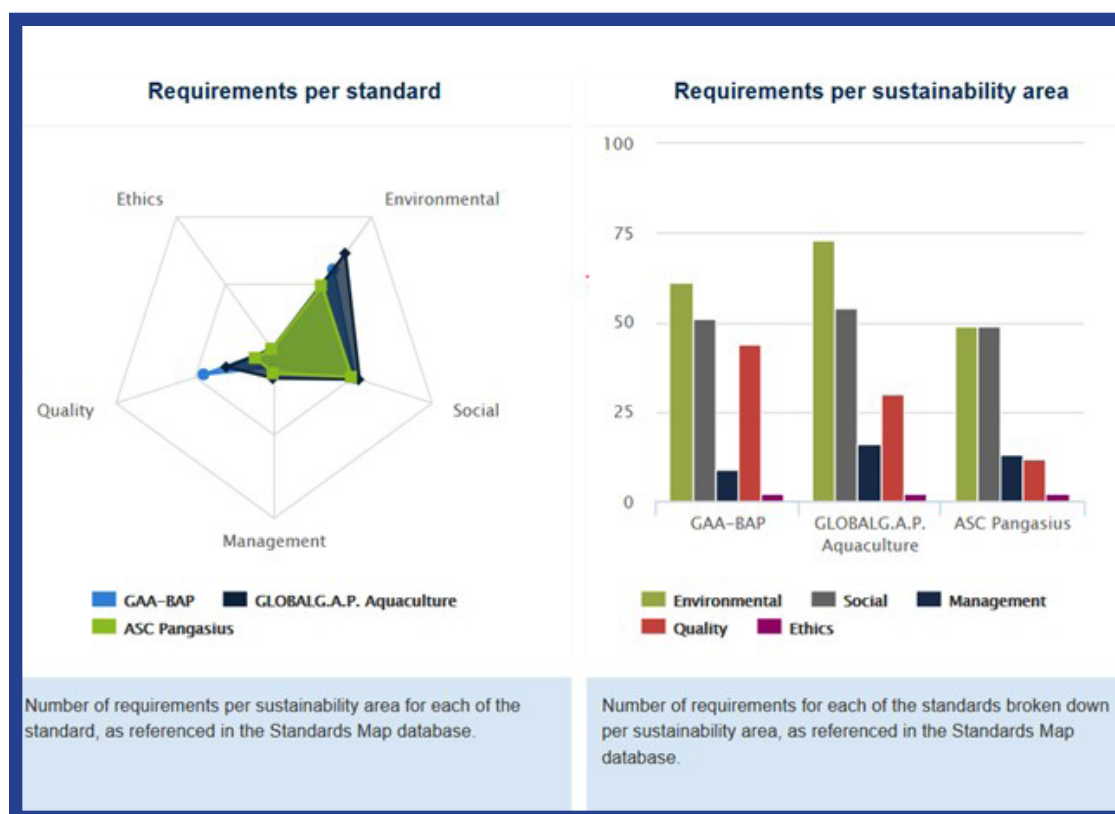 Requirements per standard
Ethics
Environmental
Quality
Social
Management
GAA-BAP
GLOBALG.A.P. Aquaculture
ASC Pangasius
Number of requirements per sustainability area for each of the
standard, as referenced in the Standards Map database.
Requirements per sustainability area
100
75
50
25
0
GAA-BAP
GLOBALG.A.P.
Aquaculture
ASC Pangasius
Environmental
Social
Management
Quality
Ethics
Number of requirements for each of the standards broken down
per sustainability area, as referenced in the Standards Map
database.